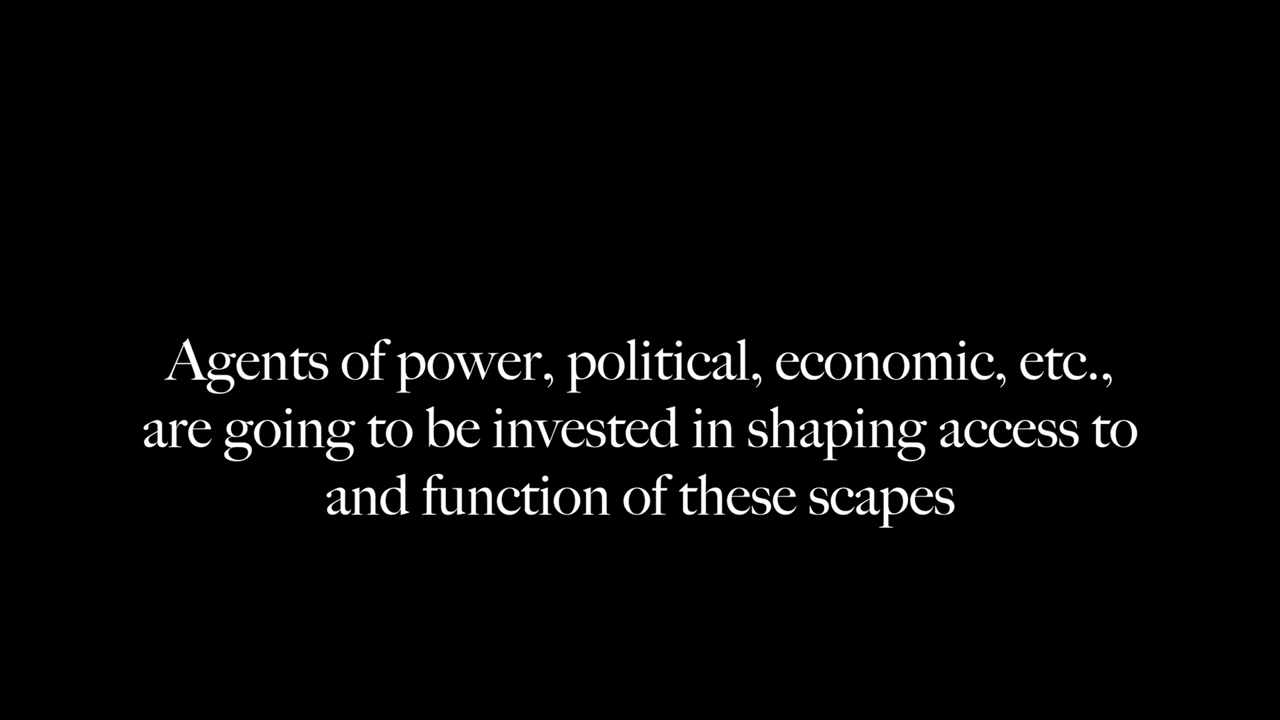 Agents of power, political, economic, etc.,
are going to be invested in shaping access to
and function of these scapes